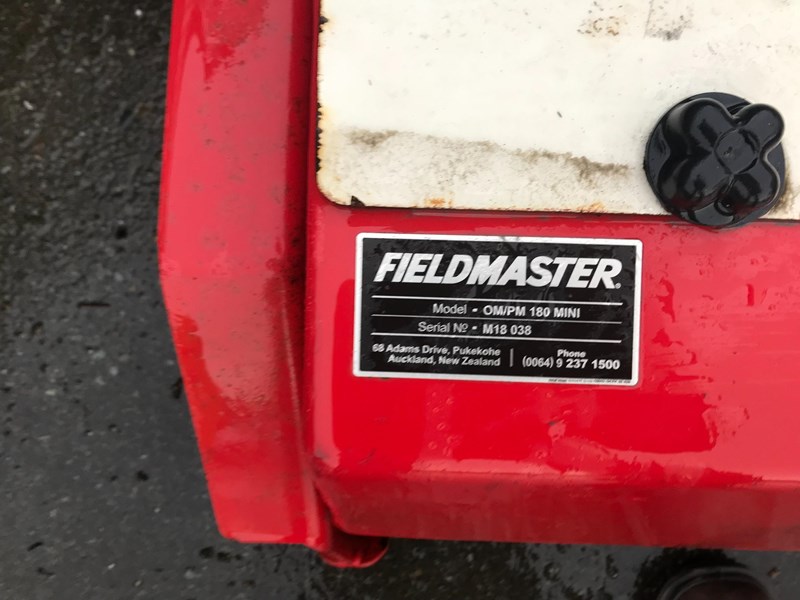 FIELDMASTER.
Model • OM/PM 180 MINI
Serial Nº • M18 038
68 Adams Drive, Pukekohe
Auckland, New Zealand
Phone
(0064) 9 237 1500